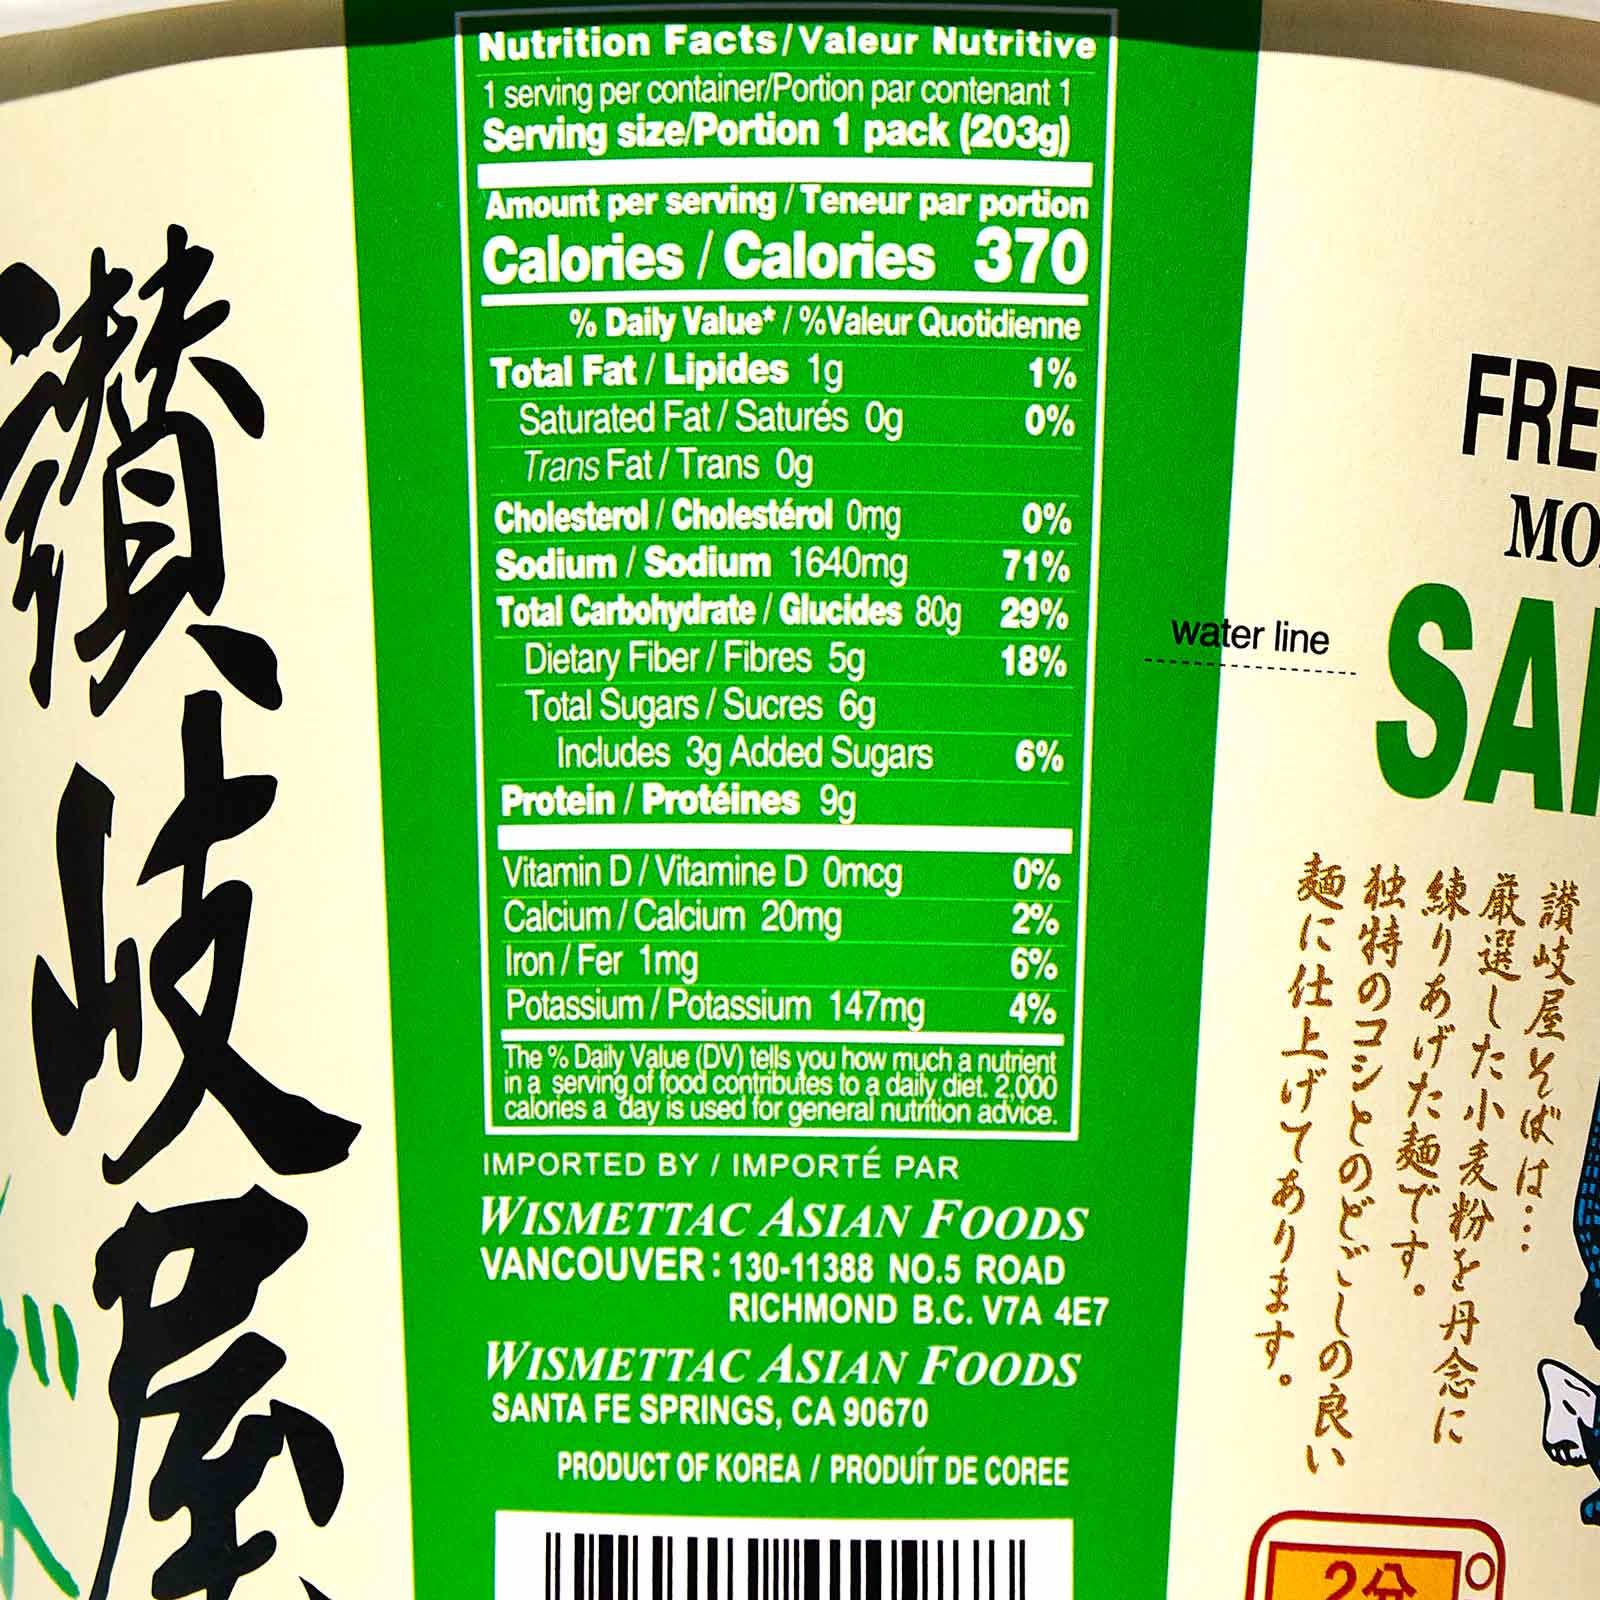 Nutrition Facts/Valeur Nutritive
1 serving per container/Portion par contenant 1
Serving size/Portion 1 pack (203g)
Amount per serving / Teneur par portion
Calories / Calories 370
% Daily Value* / %Valeur Quotidienne
Total Fat / Lipides 1g 1%
Saturated Fat / Saturés 0g 0%
Trans Fat / Trans 0g
Cholesterol / Cholestérol 0mg 0%
Sodium / Sodium 1640mg 71%
Total Carbohydrate / Glucides 80g 29%
Dietary Fiber / Fibres 5g 18%
Total Sugars / Sucres 6g
Includes 3g Added Sugars 6%
Protein / Protéines 9g
Vitamin D / Vitamine D 0mcg 0%
Calcium / Calcium 20mg 2%
Iron / Fer 1mg 6%
Potassium / Potassium 147mg 4%
The % Daily Value (DV) tells you how much a nutrient
in a serving of food contributes to a daily diet. 2,000
calories a day is used for general nutrition advice.
IMPORTED BY / IMPORTÉ PAR
WISMETTAC ASIAN FOODS
VANCOUVER : 130-11388 NO.5 ROAD
RICHMOND B.C. V7A 4E7
WISMETTAC ASIAN FOODS
SANTA FE SPRINGS, CA 90670
PRODUCT OF KOREA / PRODUÍT DE COREE
讃岐屋
water line
FRE
MO
SA
讃岐屋そばは…
厳選した小麦粉を丹念に
練りあげた麺です。
独特のコシとのどごしの良い
麺に仕上げてあります。
2分